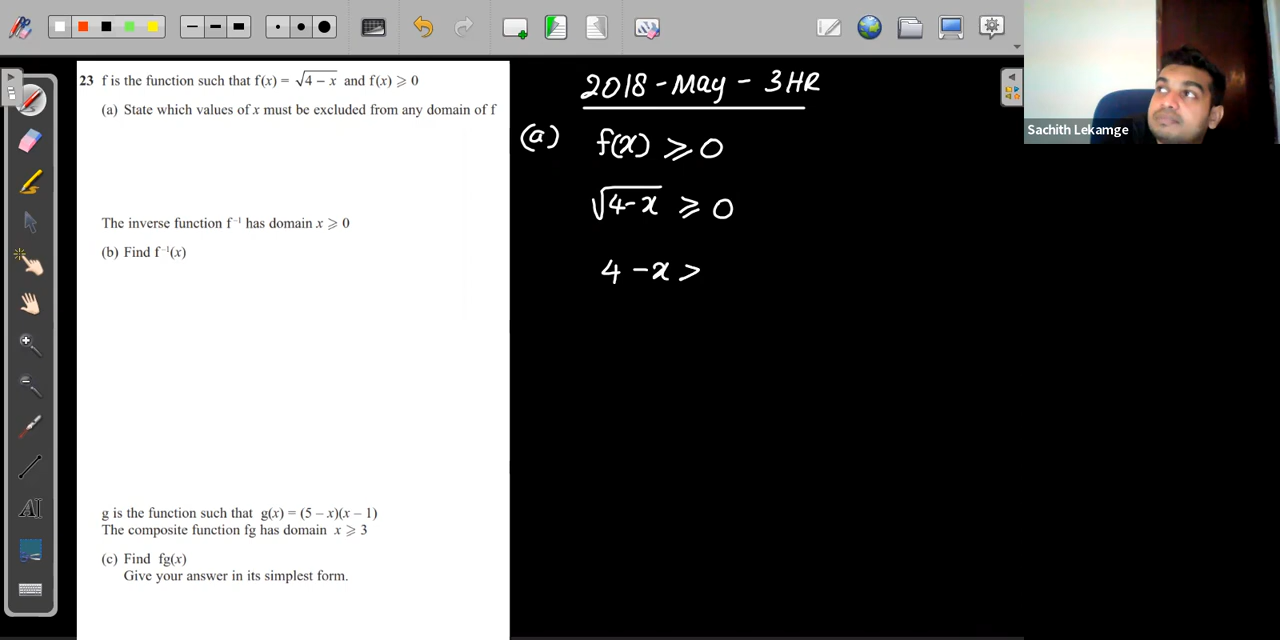 23 f is the function such that f(x) = √4 − x and f(x) ⩾ 0
(a) State which values of x must be excluded from any domain of f
The inverse function f⁻¹ has domain x ⩾ 0
(b) Find f⁻¹(x)
g is the function such that g(x) = (5 − x)(x − 1)
The composite function fg has domain x ⩾ 3
(c) Find fg(x)
Give your answer in its simplest form.
2018 - May - 3HR
(a) f(x) ⩾ 0
√4-x ⩾ 0
4 - x >
Sachith Lekamge
AI